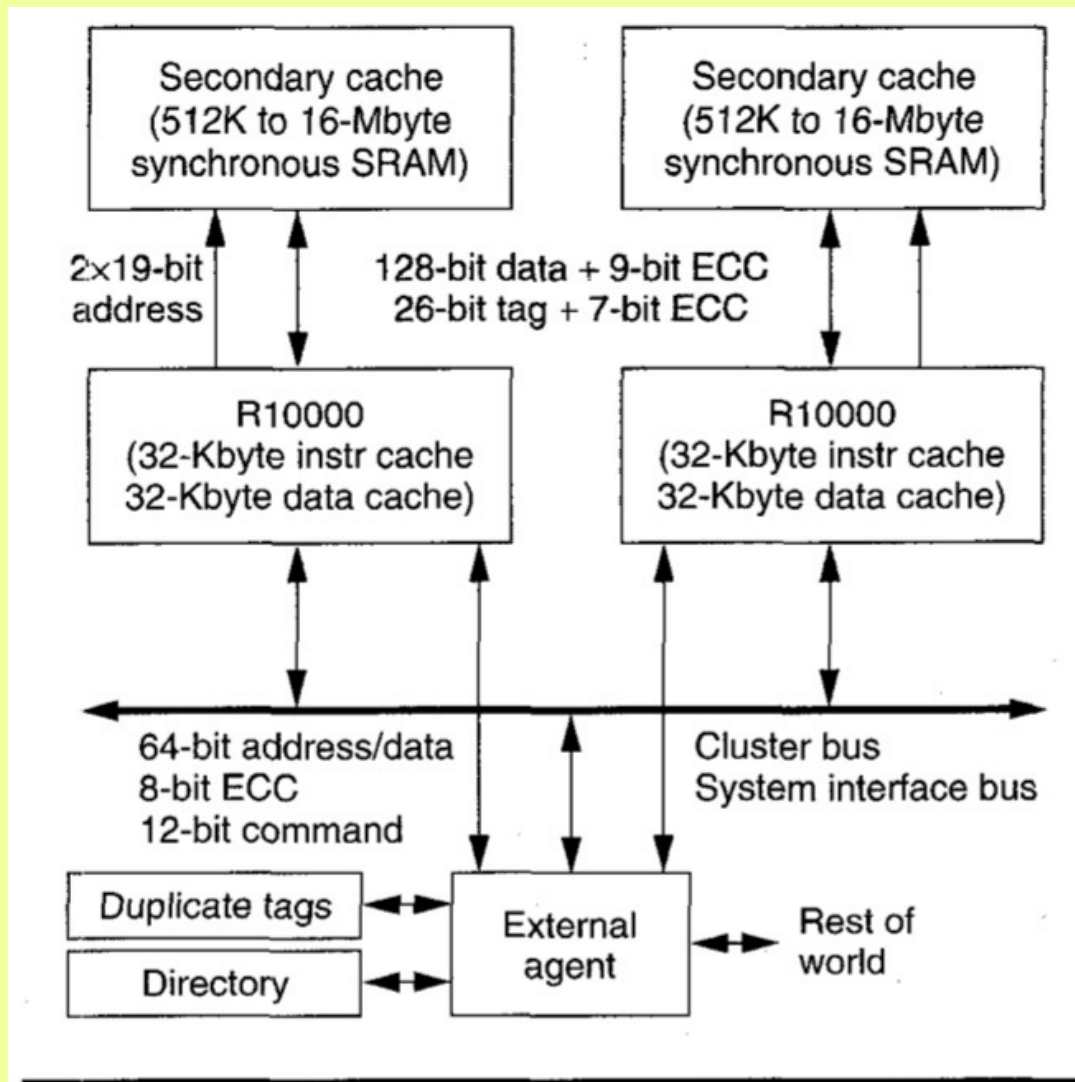 Secondary cache
(512K to 16-Mbyte
synchronous SRAM)
Secondary cache
(512K to 16-Mbyte
synchronous SRAM)
2×19-bit
address
128-bit data + 9-bit ECC
26-bit tag + 7-bit ECC
R10000
(32-Kbyte instr cache
32-Kbyte data cache)
R10000
(32-Kbyte instr cache
32-Kbyte data cache)
64-bit address/data
8-bit ECC
12-bit command
Cluster bus
System interface bus
Duplicate tags
Directory
External
agent
Rest of
world